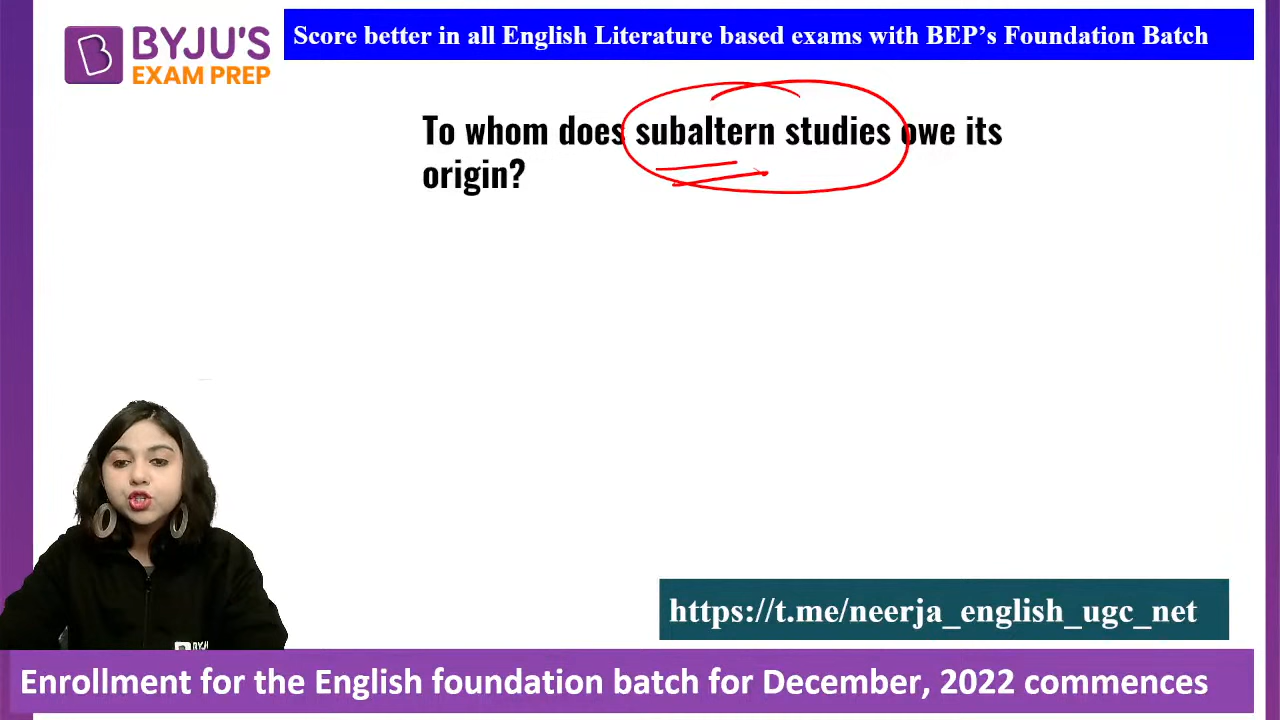 BYJU'S
EXAM PREP
Score better in all English Literature based exams with BEP's Foundation Batch
To whom does subaltern studies owe its
origin?
https://t.me/neerja_english_ugc_net
Enrollment for the English foundation batch for December, 2022 commences